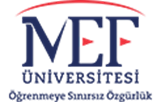 MEF
ÜNİVERSİTESİ
Öğrenmeye Sınırsız Özgürlük